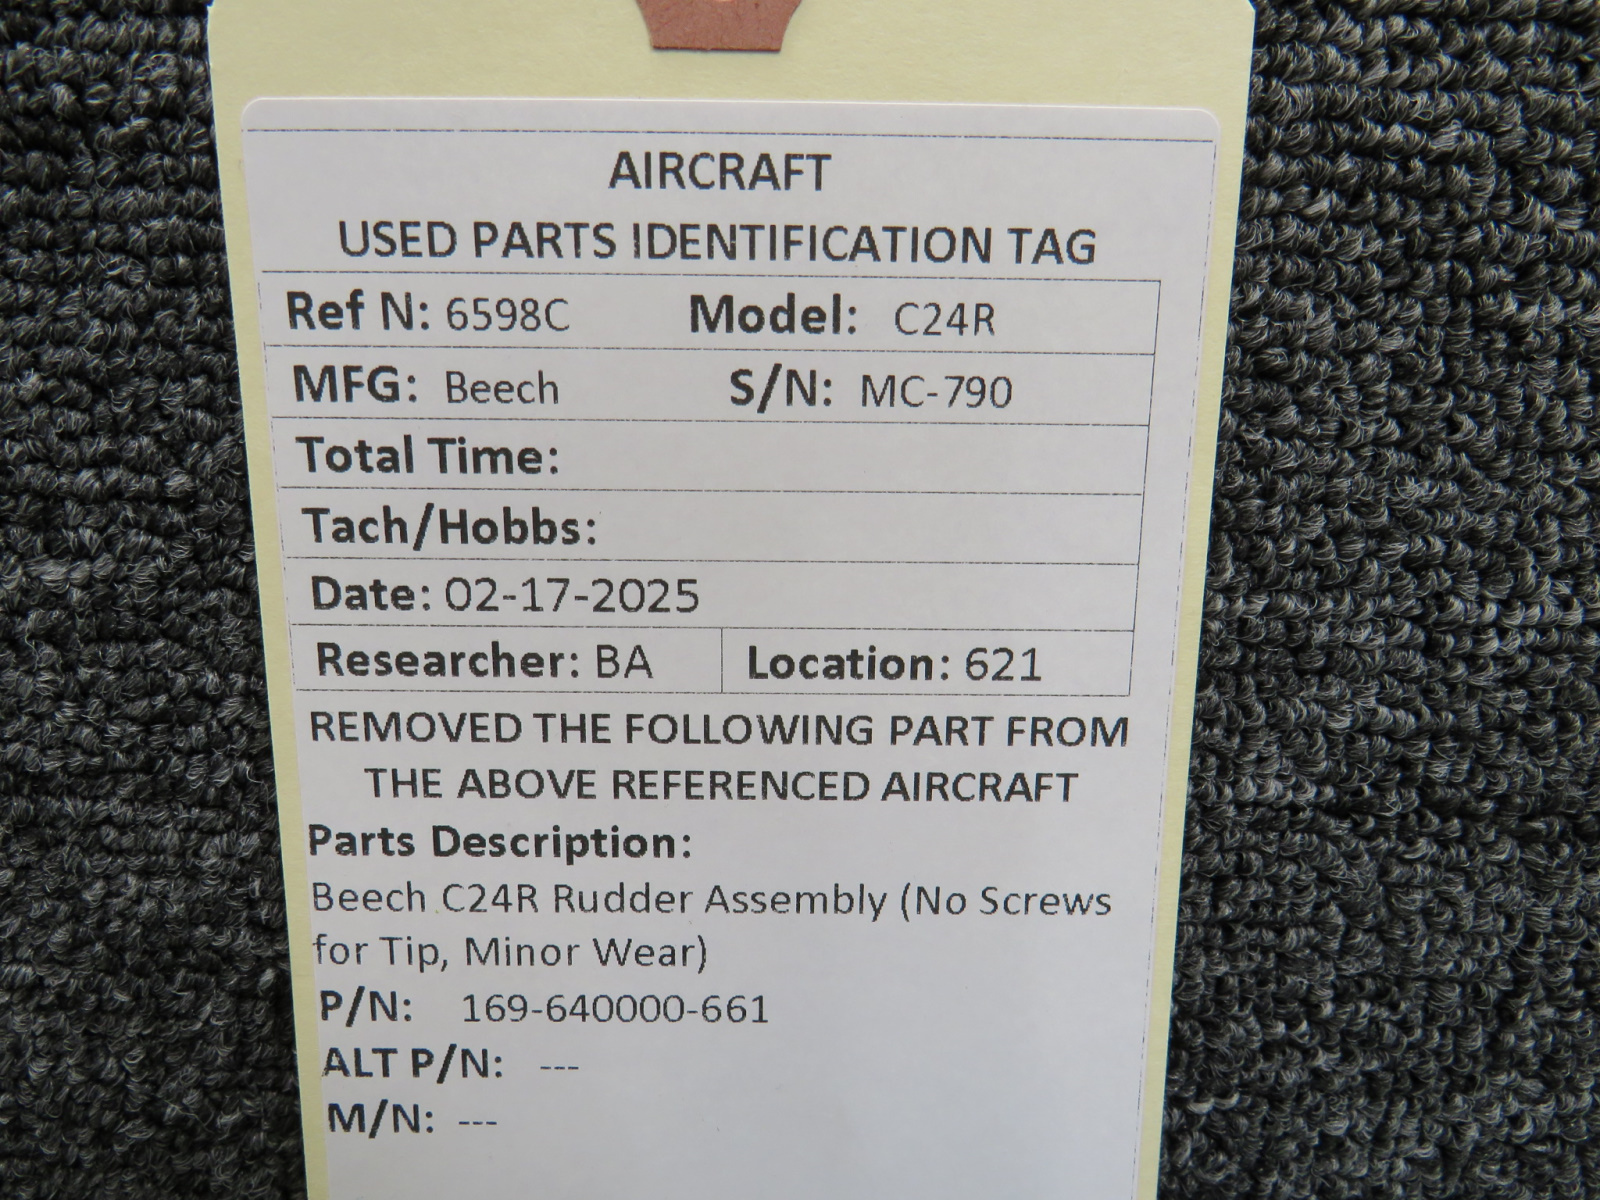 AIRCRAFT
USED PARTS IDENTIFICATION TAG
Ref N: 6598C Model: C24R
MFG: Beech S/N: MC-790
Total Time:
Tach/Hobbs:
Date: 02-17-2025
Researcher: BA Location: 621
REMOVED THE FOLLOWING PART FROM
THE ABOVE REFERENCED AIRCRAFT
Parts Description:
Beech C24R Rudder Assembly (No Screws
for Tip, Minor Wear)
P/N: 169-640000-661
ALT P/N: ---
M/N: ---